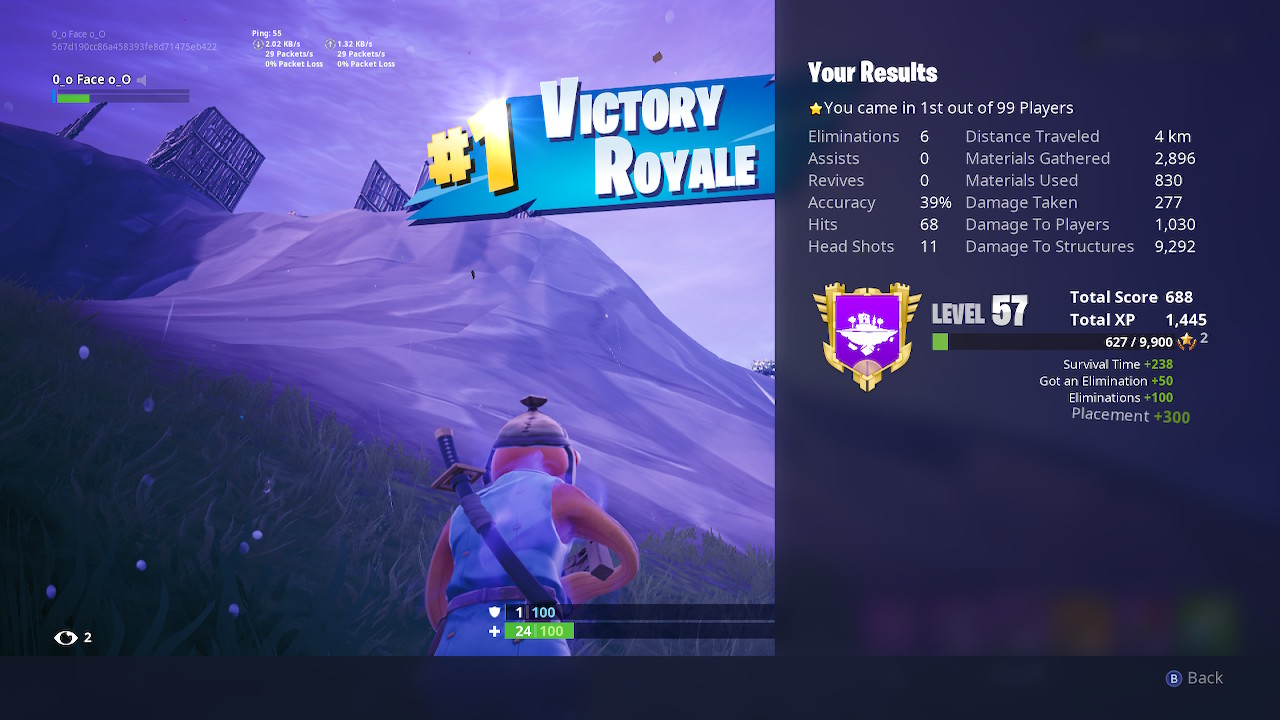 0_o Face o_O
567d190cc86a458393fe8d71475eb422
Ping: 55
2.02 KB/s 1.32 KB/s
29 Packets/s 29 Packets/s
0% Packet Loss 0% Packet Loss
0_o Face o_O
#1 VICTORY
ROYALE
1 100
24 100
2
Your Results
You came in 1st out of 99 Players
Eliminations 6 Distance Traveled 4 km
Assists 0 Materials Gathered 2,896
Revives 0 Materials Used 830
Accuracy 39% Damage Taken 277
Hits 68 Damage To Players 1,030
Head Shots 11 Damage To Structures 9,292
LEVEL 57
Total Score 688
Total XP 1,445
627 / 9,900 2
Survival Time +238
Got an Elimination +50
Eliminations +100
Placement +300
B Back